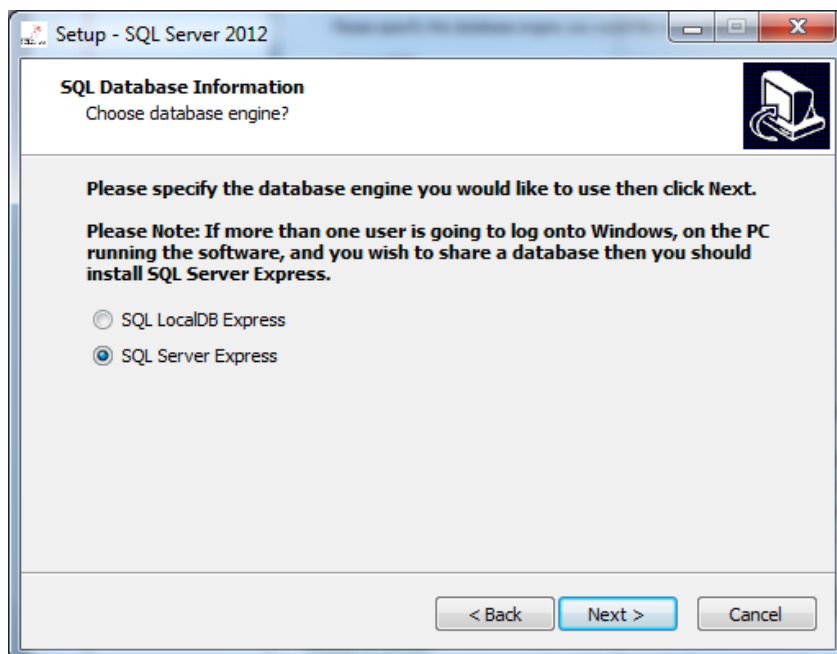 Setup - SQL Server 2012
SQL Database Information
Choose database engine?
Please specify the database engine you would like to use then click Next.
Please Note: If more than one user is going to log onto Windows, on the PC
running the software, and you wish to share a database then you should
install SQL Server Express.
SQL LocalDB Express
SQL Server Express
< Back
Next >
Cancel